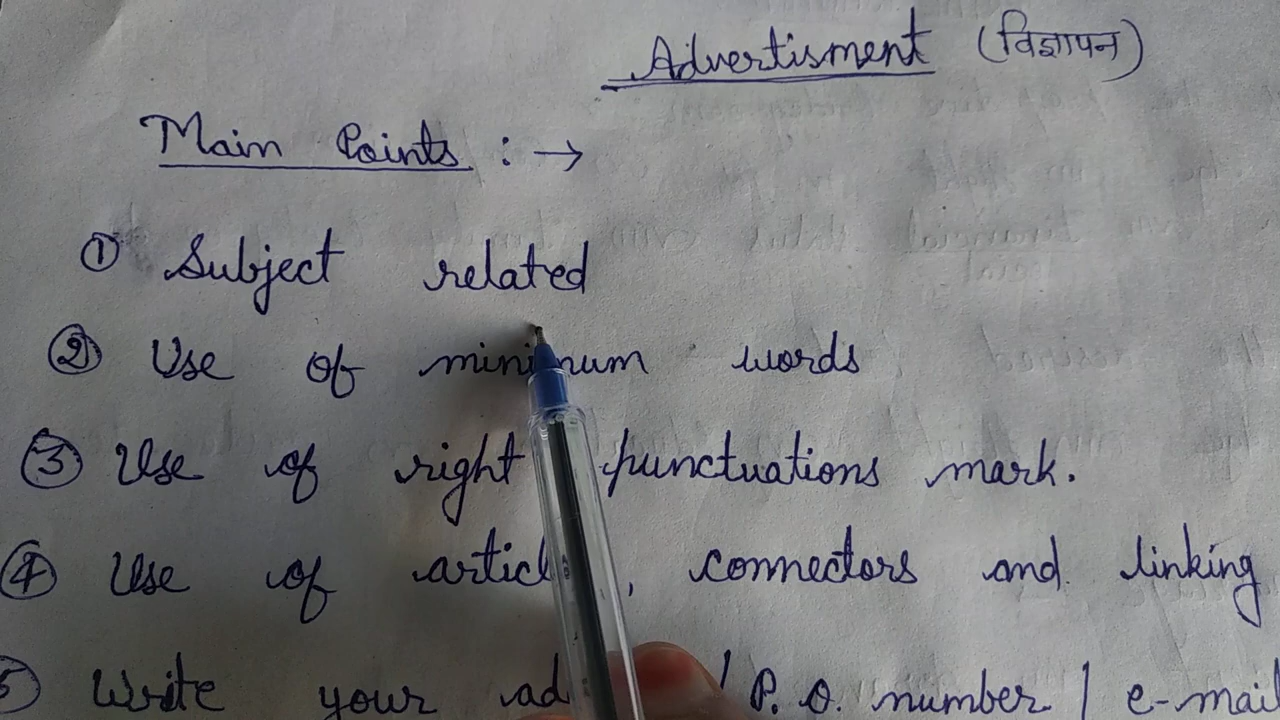 Advertisment (विज्ञापन)
Main Points : →
① Subject related
② Use of minimum words
③ Use of right punctuations mark.
④ Use of , connectors and linking
⑤ Write your / P. O. number / e-mail